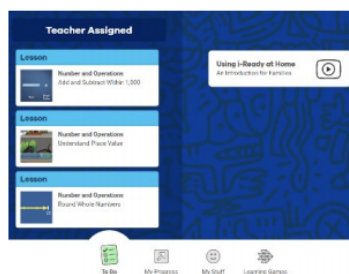 Teacher Assigned
Lesson
Number and Operations
Add and Subtract Within 1,000
Lesson
Number and Operations
Understand Place Value
Lesson
Number and Operations
Round Whole Numbers
Using i-Ready at Home
An Introduction for Families
To Do
My Progress
My Stuff
Learning Games